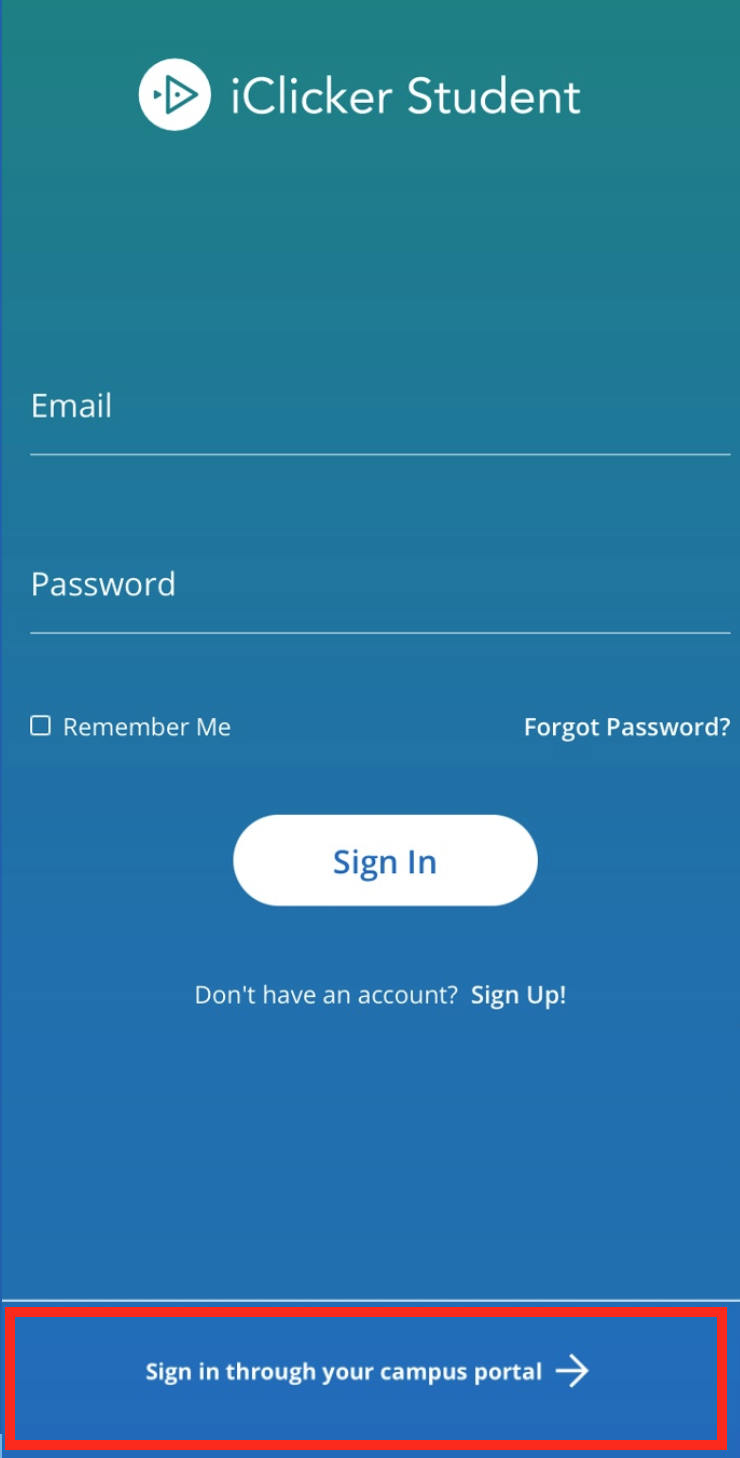 iClicker Student
Email
Password
Remember Me
Forgot Password?
Sign In
Don't have an account? Sign Up!
Sign in through your campus portal →